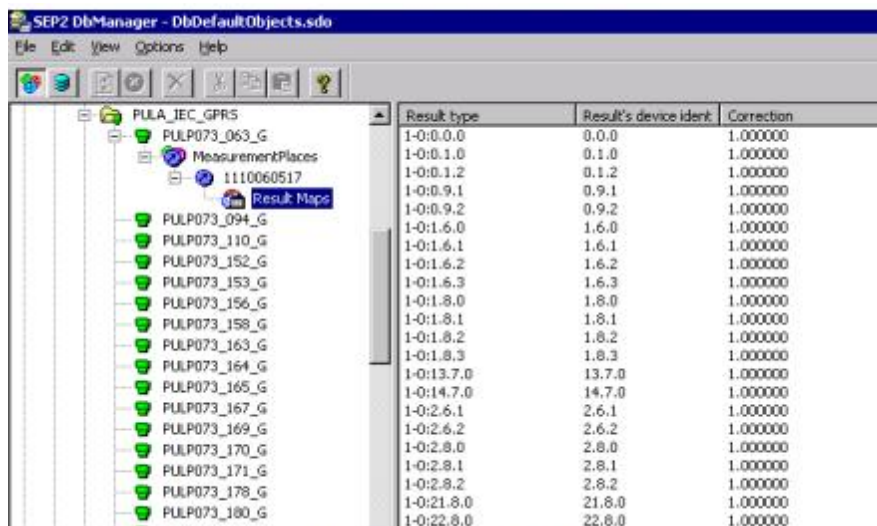 SEP2 DbManager - DbDefaultObjects.sdo
File Edit View Options Help
PULA_IEC_GPRS
PULP073_063_G
MeasurementPlaces
1110060517
Result Maps
PULP073_094_G
PULP073_110_G
PULP073_152_G
PULP073_153_G
PULP073_156_G
PULP073_158_G
PULP073_163_G
PULP073_164_G
PULP073_165_G
PULP073_167_G
PULP073_169_G
PULP073_170_G
PULP073_171_G
PULP073_178_G
PULP073_180_G
Result type Result's device ident Correction
1-0:0.0.0 0.0.0 1.000000
1-0:0.1.0 0.1.0 1.000000
1-0:0.1.2 0.1.2 1.000000
1-0:0.9.1 0.9.1 1.000000
1-0:0.9.2 0.9.2 1.000000
1-0:1.6.0 1.6.0 1.000000
1-0:1.6.1 1.6.1 1.000000
1-0:1.6.2 1.6.2 1.000000
1-0:1.6.3 1.6.3 1.000000
1-0:1.8.0 1.8.0 1.000000
1-0:1.8.1 1.8.1 1.000000
1-0:1.8.2 1.8.2 1.000000
1-0:1.8.3 1.8.3 1.000000
1-0:13.7.0 13.7.0 1.000000
1-0:14.7.0 14.7.0 1.000000
1-0:2.6.1 2.6.1 1.000000
1-0:2.6.2 2.6.2 1.000000
1-0:2.8.0 2.8.0 1.000000
1-0:2.8.1 2.8.1 1.000000
1-0:2.8.2 2.8.2 1.000000
1-0:21.8.0 21.8.0 1.000000
1-0:22.8.0 22.8.0 1.000000